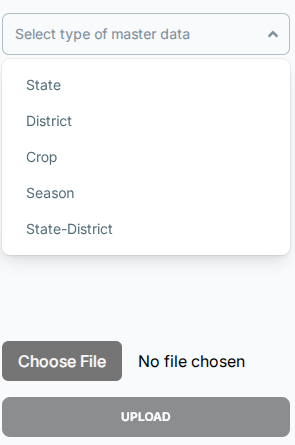 Select type of master data
State
District
Crop
Season
State-District
Choose File No file chosen
UPLOAD